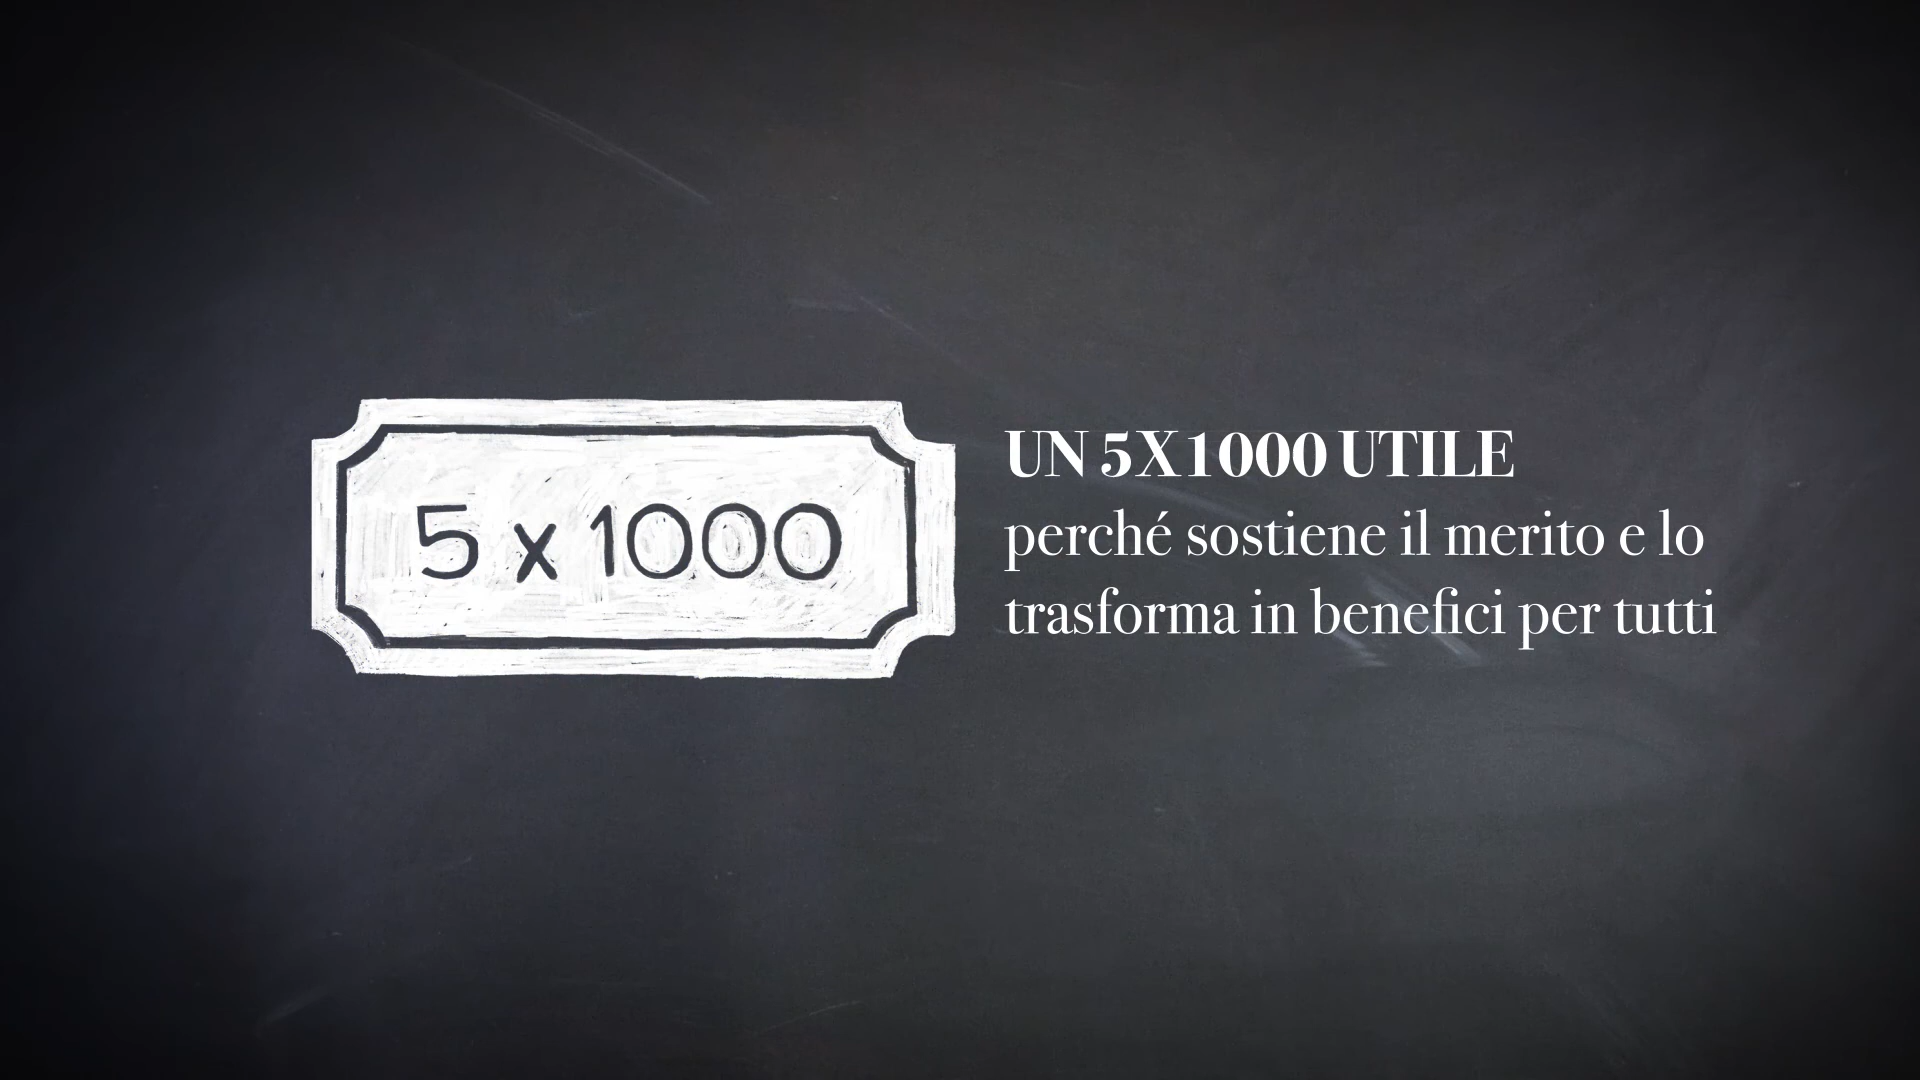 5 x 1000
UN 5X1000 UTILE
perché sostiene il merito e lo
trasforma in benefici per tutti